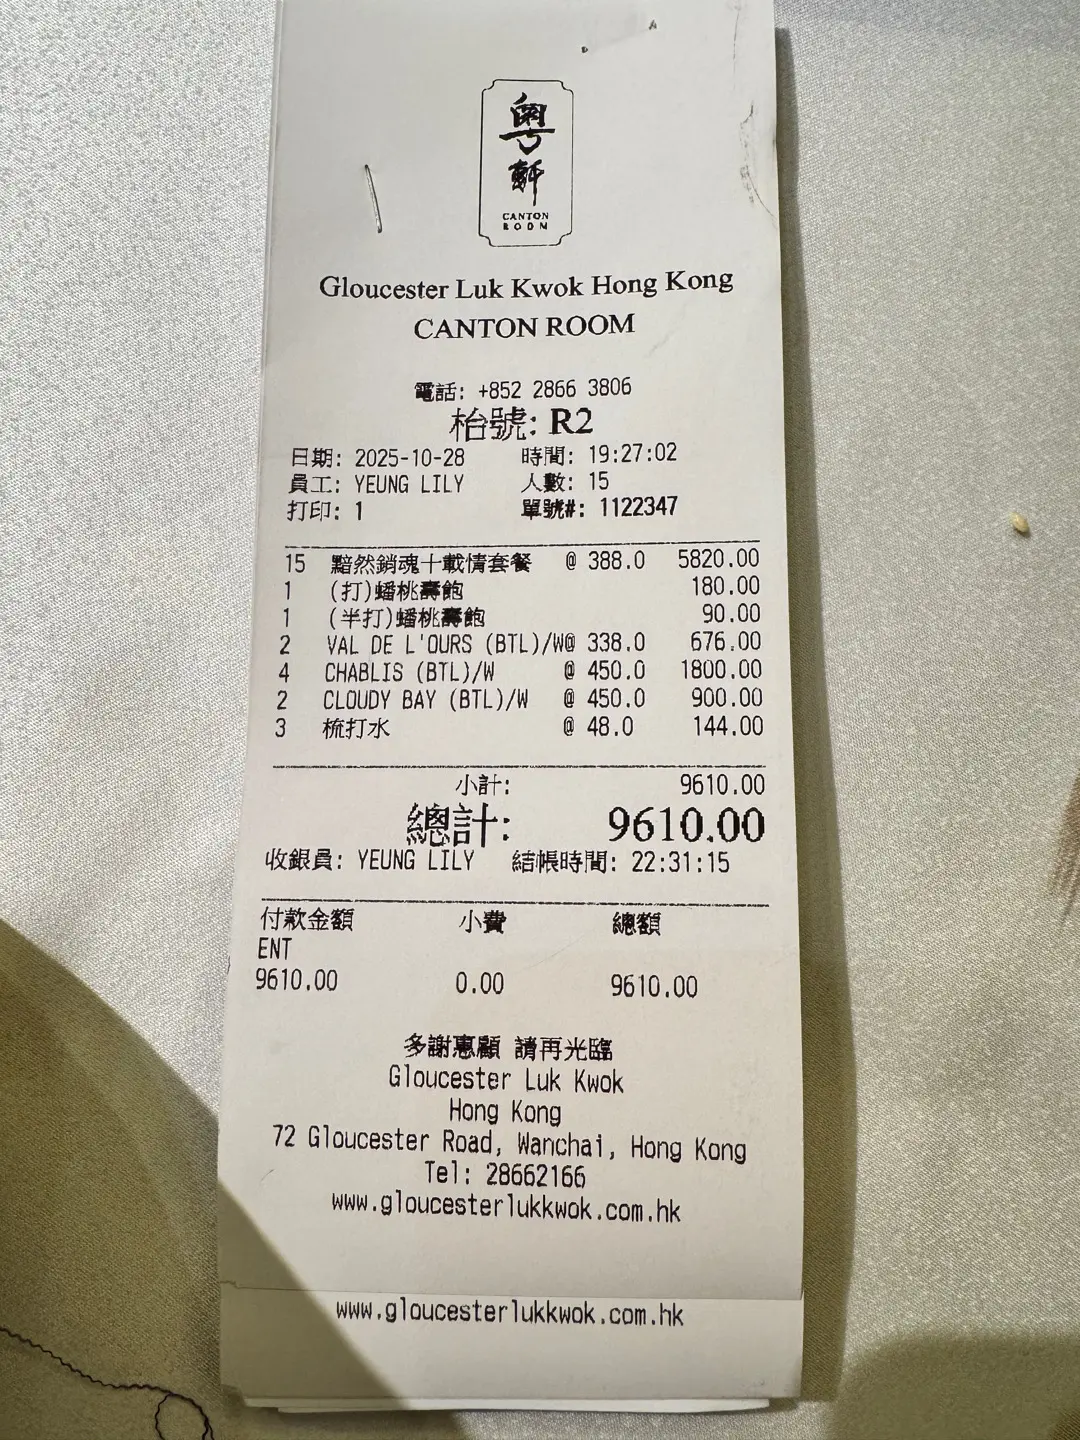 粵
軒
CANTON
ROOM
Gloucester Luk Kwok Hong Kong
CANTON ROOM
電話: +852 2866 3806
枱號: R2
日期: 2025-10-28 時間: 19:27:02
員工: YEUNG LILY 人數: 15
打印: 1 單號#: 1122347
15 黯然銷魂十載情套餐 @ 388.0 5820.00
1 (打)蟠桃壽飽 180.00
1 (半打)蟠桃壽飽 90.00
2 VAL DE L'OURS (BTL)/W@ 338.0 676.00
4 CHABLIS (BTL)/W @ 450.0 1800.00
2 CLOUDY BAY (BTL)/W @ 450.0 900.00
3 梳打水 @ 48.0 144.00
小計: 9610.00
總計: 9610.00
收銀員: YEUNG LILY 結帳時間: 22:31:15
付款金額 小費 總額
ENT
9610.00 0.00 9610.00
多謝惠顧 請再光臨
Gloucester Luk Kwok
Hong Kong
72 Gloucester Road, Wanchai, Hong Kong
Tel: 28662166
www.gloucesterlukkwok.com.hk
www.gloucesterlukkwok.com.hk